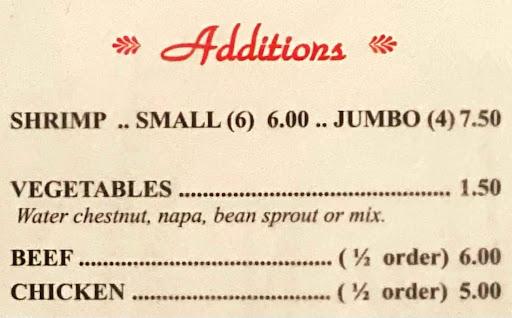 Additions
SHRIMP .. SMALL (6) 6.00 .. JUMBO (4) 7.50
VEGETABLES ............................................. 1.50
Water chestnut, napa, bean sprout or mix.
BEEF .......................................... ( ½ order) 6.00
CHICKEN ................................. ( ½ order) 5.00